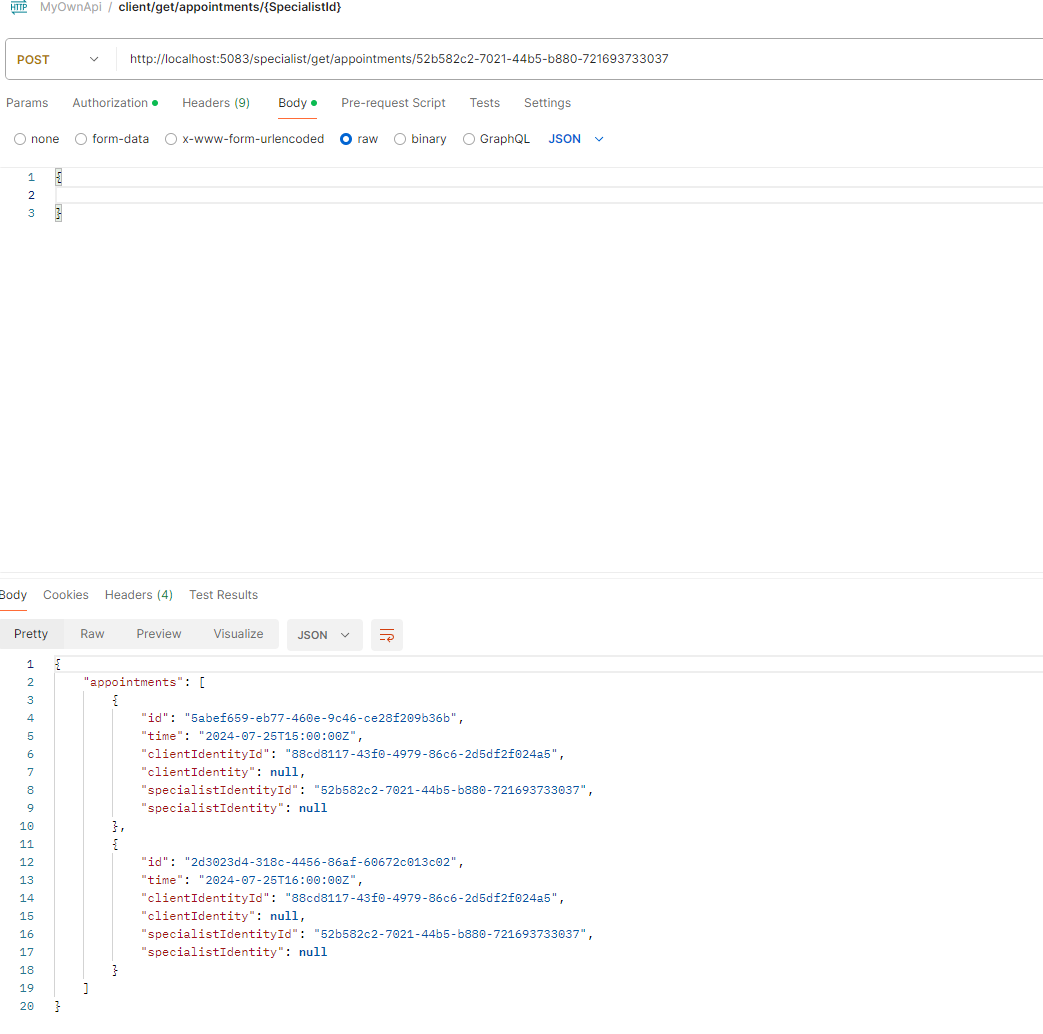 HTTP MyOwnApi / client/get/appointments/{SpecialistId}
POST http://localhost:5083/specialist/get/appointments/52b582c2-7021-44b5-b880-721693733037
Params Authorization Headers (9) Body Pre-request Script Tests Settings
none form-data x-www-form-urlencoded raw binary GraphQL JSON
1 {
2
3 }
Body Cookies Headers (4) Test Results
Pretty Raw Preview Visualize JSON
1 {
2 "appointments": [
3 {
4 "id": "5abef659-eb77-460e-9c46-ce28f209b36b",
5 "time": "2024-07-25T15:00:00Z",
6 "clientIdentityId": "88cd8117-43f0-4979-86c6-2d5df2f024a5",
7 "clientIdentity": null,
8 "specialistIdentityId": "52b582c2-7021-44b5-b880-721693733037",
9 "specialistIdentity": null
10 },
11 {
12 "id": "2d3023d4-318c-4456-86af-60672c013c02",
13 "time": "2024-07-25T16:00:00Z",
14 "clientIdentityId": "88cd8117-43f0-4979-86c6-2d5df2f024a5",
15 "clientIdentity": null,
16 "specialistIdentityId": "52b582c2-7021-44b5-b880-721693733037",
17 "specialistIdentity": null
18 }
19 ]
20 }